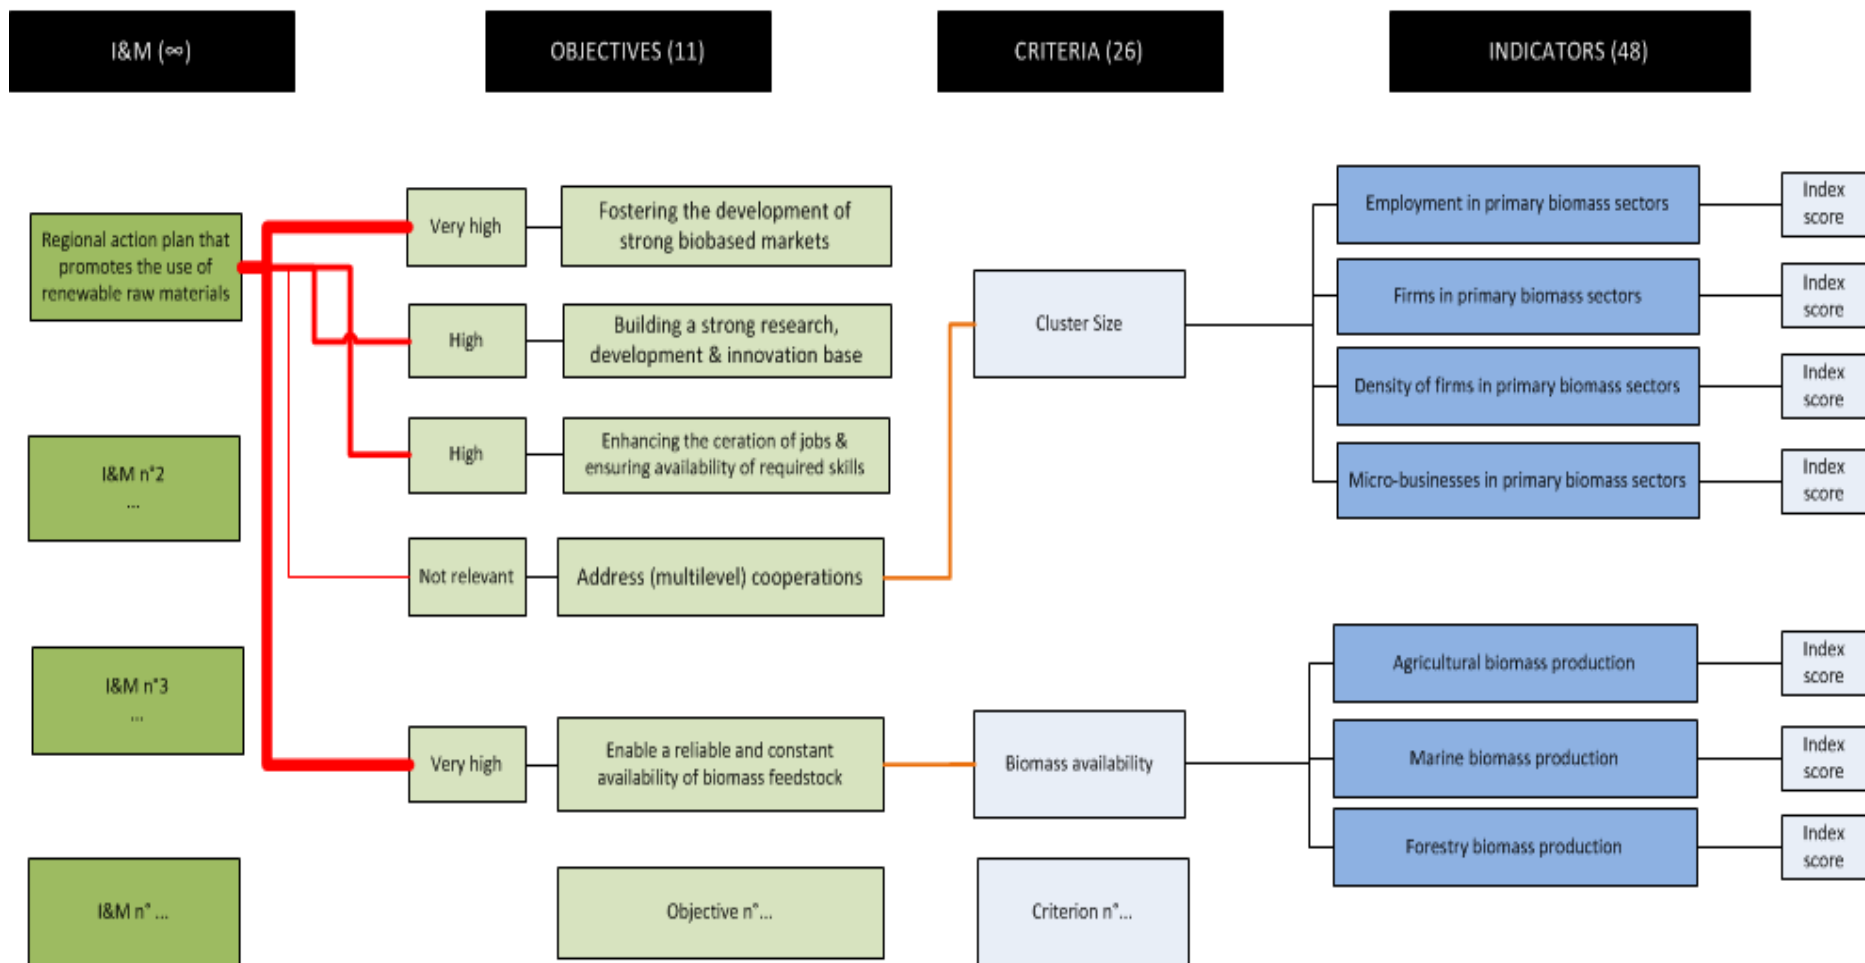 I&M (∞)
OBJECTIVES (11)
CRITERIA (26)
INDICATORS (48)
Regional action plan that
promotes the use of
renewable raw materials
I&M n°2
...
I&M n°3
...
I&M n° ...
Very high
Fostering the development of
strong biobased markets
High
Building a strong research,
development & innovation base
High
Enhancing the ceration of jobs &
ensuring availability of required skills
Not relevant
Address (multilevel) cooperations
Very high
Enable a reliable and constant
availability of biomass feedstock
Objective n°...
Cluster Size
Biomass availability
Criterion n°...
Employment in primary biomass sectors
Index
score
Firms in primary biomass sectors
Index
score
Density of firms in primary biomass sectors
Index
score
Micro-businesses in primary biomass sectors
Index
score
Agricultural biomass production
Index
score
Marine biomass production
Index
score
Forestry biomass production
Index
score